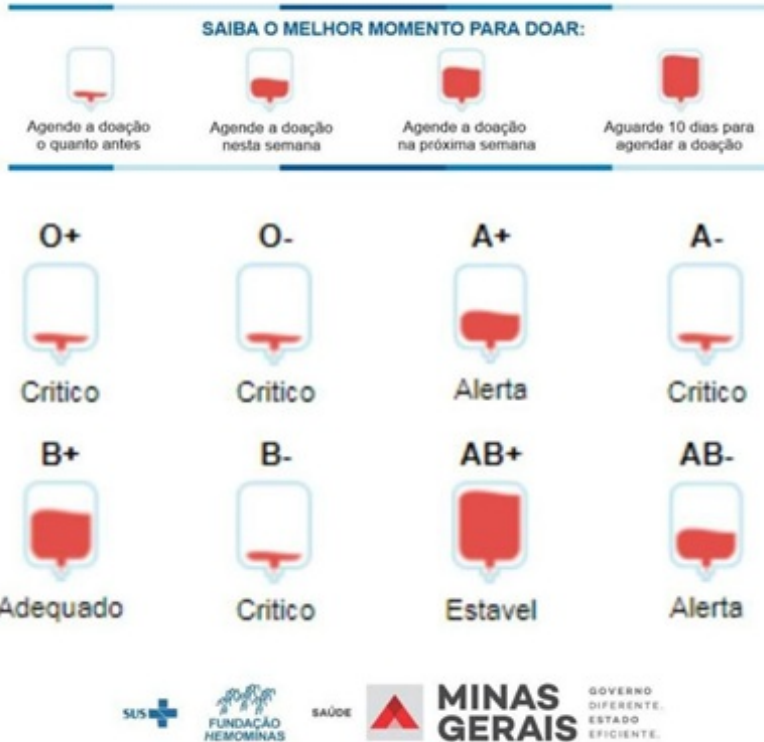 SAIBA O MELHOR MOMENTO PARA DOAR:
Agende a doação
o quanto antes
Agende a doação
nesta semana
Agende a doação
na próxima semana
Aguarde 10 dias para
agendar a doação
O+
O-
A+
A-
Critico
Critico
Alerta
Critico
B+
B-
AB+
AB-
Adequado
Critico
Estavel
Alerta
SUS
FUNDAÇÃO
HEMOMINAS
SAÚDE
MINAS
GERAIS
GOVERNO
DIFERENTE.
ESTADO
EFICIENTE.